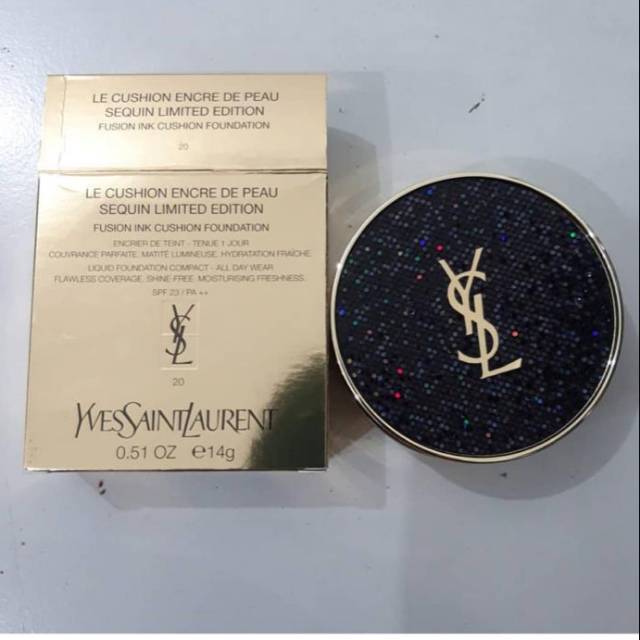 LE CUSHION ENCRE DE PEAU
SEQUIN LIMITED EDITION
FUSION INK CUSHION FOUNDATION
20
LE CUSHION ENCRE DE PEAU
SEQUIN LIMITED EDITION
FUSION INK CUSHION FOUNDATION
ENCRIER DE TEINT - TENUE 1 JOUR
COUVRANCE PARFAITE. MATITÉ LUMINEUSE. HYDRATATION FRAÎCHE.
LIQUID FOUNDATION COMPACT - ALL DAY WEAR
FLAWLESS COVERAGE. SHINE-FREE. MOISTURISING FRESHNESS.
SPF 23 / PA ++
YSL
20
YVESSAINTLAURENT
0.51 OZ ℮14g
YSL